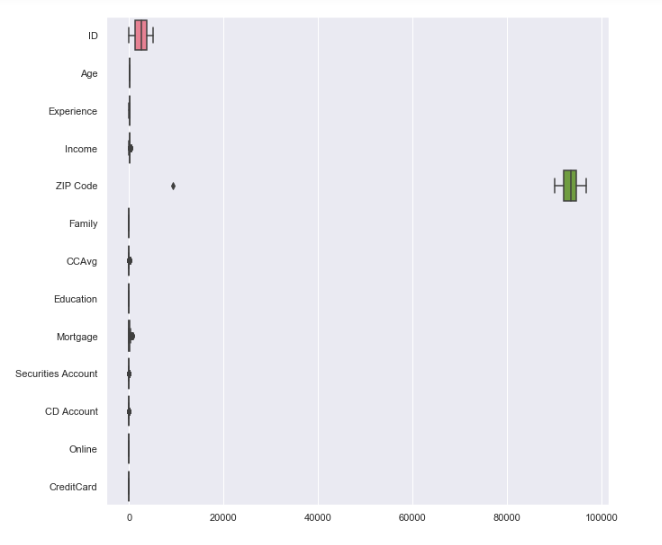 ID
Age
Experience
Income
ZIP Code
Family
CCAvg
Education
Mortgage
Securities Account
CD Account
Online
CreditCard
0 20000 40000 60000 80000 100000